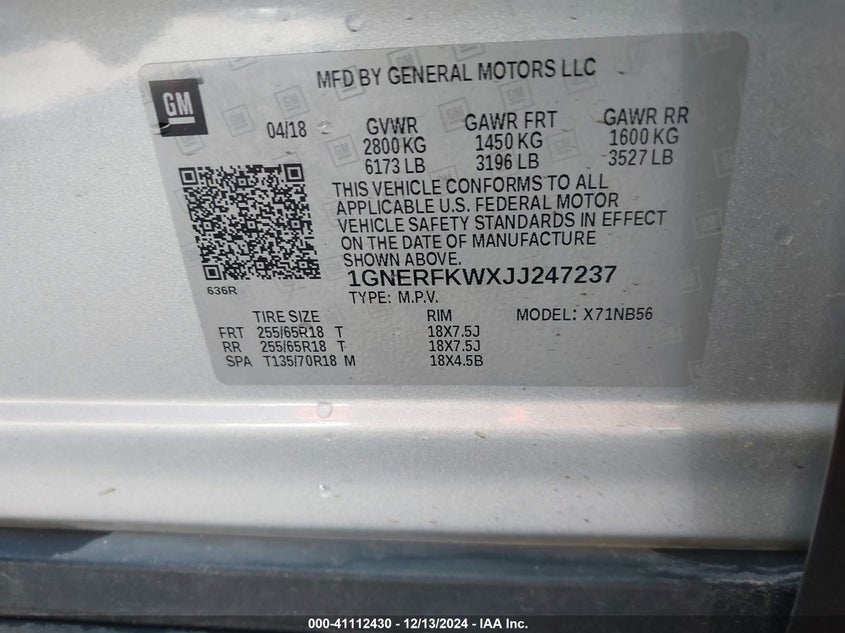 MFD BY GENERAL MOTORS LLC
GM
04/18 GVWR GAWR FRT GAWR RR
2800 KG 1450 KG 1600 KG
6173 LB 3196 LB 3527 LB
THIS VEHICLE CONFORMS TO ALL
APPLICABLE U.S. FEDERAL MOTOR
VEHICLE SAFETY STANDARDS IN EFFECT
ON THE DATE OF MANUFACTURE
SHOWN ABOVE.
1GNERFKWXJJ247237
636R
TYPE: M.P.V.
TIRE SIZE RIM MODEL: X71NB56
FRT 255/65R18 T 18X7.5J
RR 255/65R18 T 18X7.5J
SPA T135/70R18 M 18X4.5B
000-41112430 - 12/13/2024 - IAA Inc.